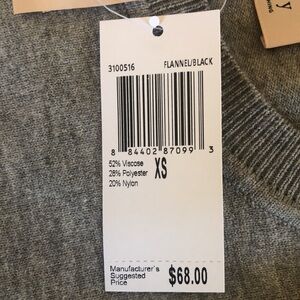 3100516 FLANNEL/BLACK
8 84402 87099 3
52% Viscose
28% Polyester XS
20% Nylon
Manufacturer's
Suggested
Price $68.00